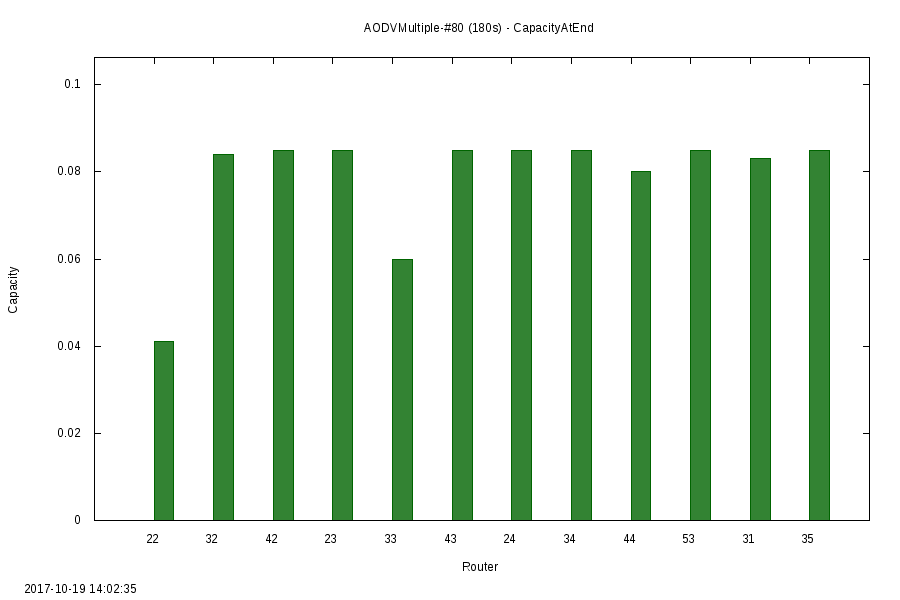 AODVMultiple-#80 (180s) - CapacityAtEnd
0.1
0.08
0.06
0.04
0.02
0
Capacity
22 32 42 23 33 43 24 34 44 53 31 35
Router
2017-10-19 14:02:35